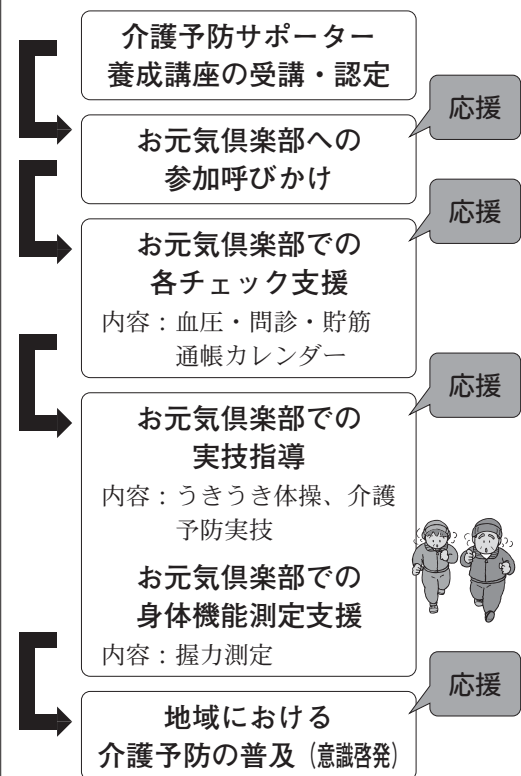 介護予防サポーター
養成講座の受講・認定
応援
お元気倶楽部への
参加呼びかけ
応援
お元気倶楽部での
各チェック支援
内容：血圧・問診・貯筋
通帳カレンダー
応援
お元気倶楽部での
実技指導
内容：うきうき体操、介護
予防実技
お元気倶楽部での
身体機能測定支援
内容：握力測定
応援
地域における
介護予防の普及（意識啓発）